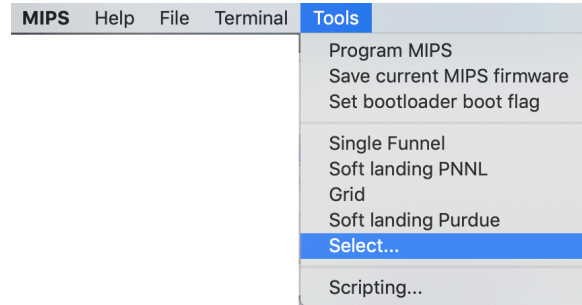 MIPS Help File Terminal Tools
Program MIPS
Save current MIPS firmware
Set bootloader boot flag
Single Funnel
Soft landing PNNL
Grid
Soft landing Purdue
Select...
Scripting...